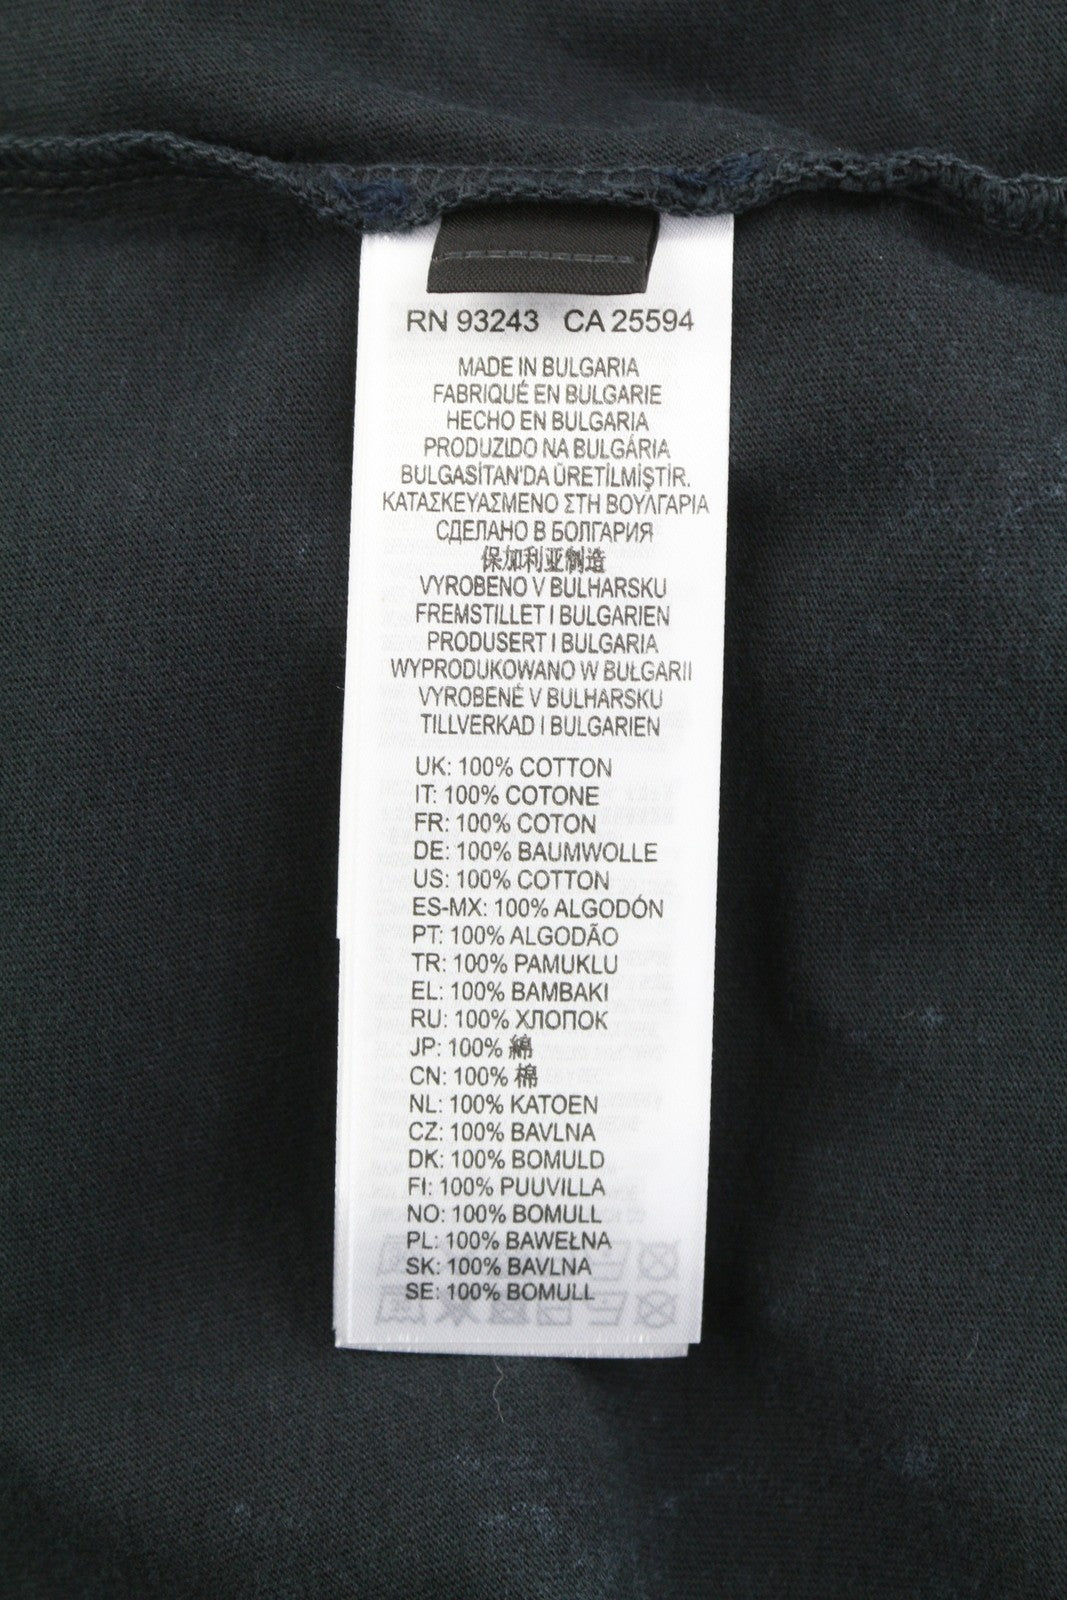 RN 93243 CA 25594
MADE IN BULGARIA
FABRIQUÉ EN BULGARIE
HECHO EN BULGARIA
PRODUZIDO NA BULGÁRIA
BULGASİTAN'DA ÜRETİLMİŞTİR.
ΚΑΤΑΣΚΕΥΑΣΜΕΝΟ ΣΤΗ ΒΟΥΛΓΑΡΙΑ
СДЕЛАНО В БОЛГАРИЯ
保加利亚制造
VYROBENO V BULHARSKU
FREMSTILLET I BULGARIEN
PRODUSERT I BULGARIA
WYPRODUKOWANO W BUŁGARII
VYROBENÉ V BULHARSKU
TILLVERKAD I BULGARIEN
UK: 100% COTTON
IT: 100% COTONE
FR: 100% COTON
DE: 100% BAUMWOLLE
US: 100% COTTON
ES-MX: 100% ALGODÓN
PT: 100% ALGODÃO
TR: 100% PAMUKLU
EL: 100% ΒΑΜΒΑΚΙ
RU: 100% ХЛОПОК
JP: 100% 綿
CN: 100% 棉
NL: 100% KATOEN
CZ: 100% BAVLNA
DK: 100% BOMULD
FI: 100% PUUVILLA
NO: 100% BOMULL
PL: 100% BAWEŁNA
SK: 100% BAVLNA
SE: 100% BOMULL